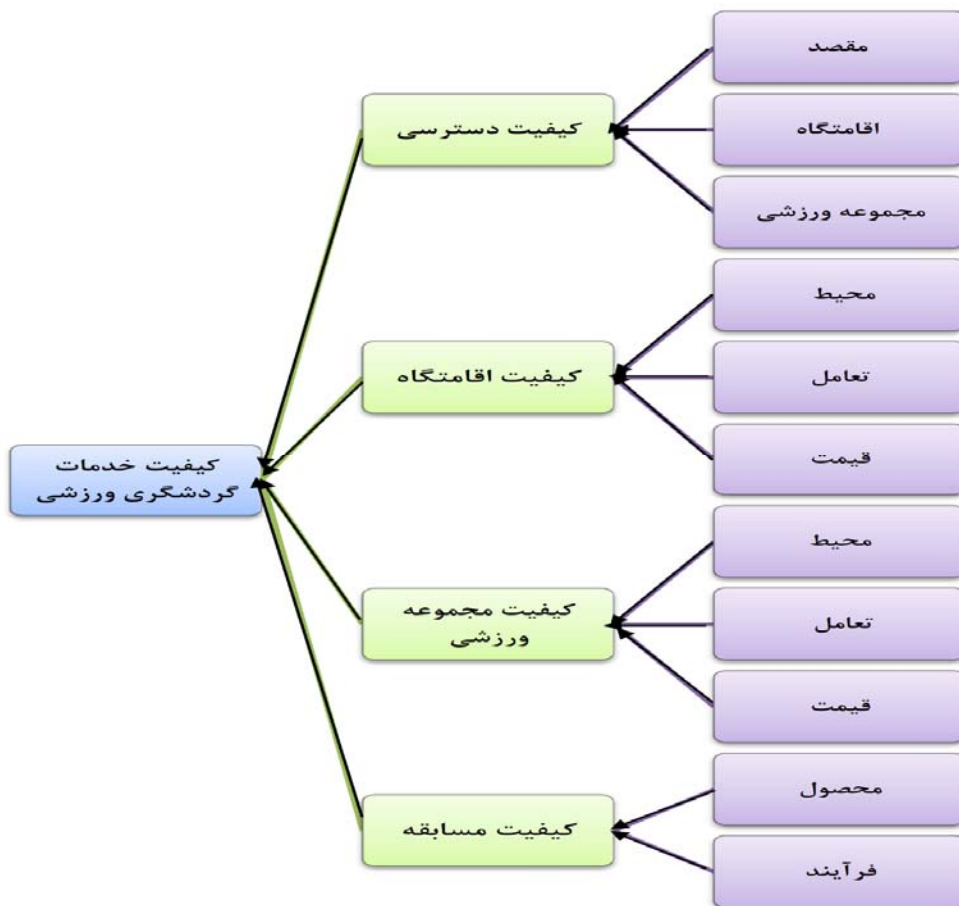 مقصد
اقامتگاه
مجموعه ورزشی
کیفیت دسترسی
محیط
تعامل
قیمت
کیفیت اقامتگاه
محیط
تعامل
قیمت
کیفیت مجموعه
ورزشی
محصول
فرآیند
کیفیت مسابقه
کیفیت خدمات
گردشگری ورزشی